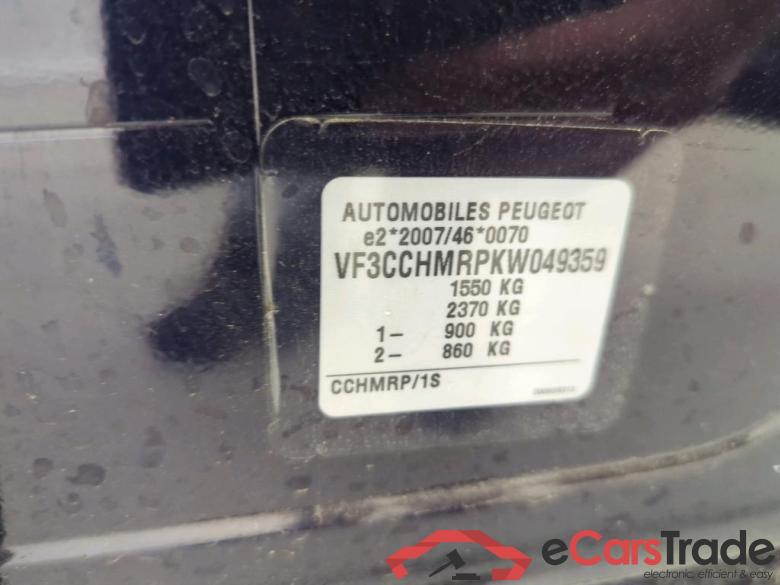 AUTOMOBILES PEUGEOT
e2*2007/46*0070
VF3CCHMRPKW049359
1550 KG
2370 KG
1– 900 KG
2– 860 KG
CCHMRP/1S
eCarsTrade
electronic, efficient & easy